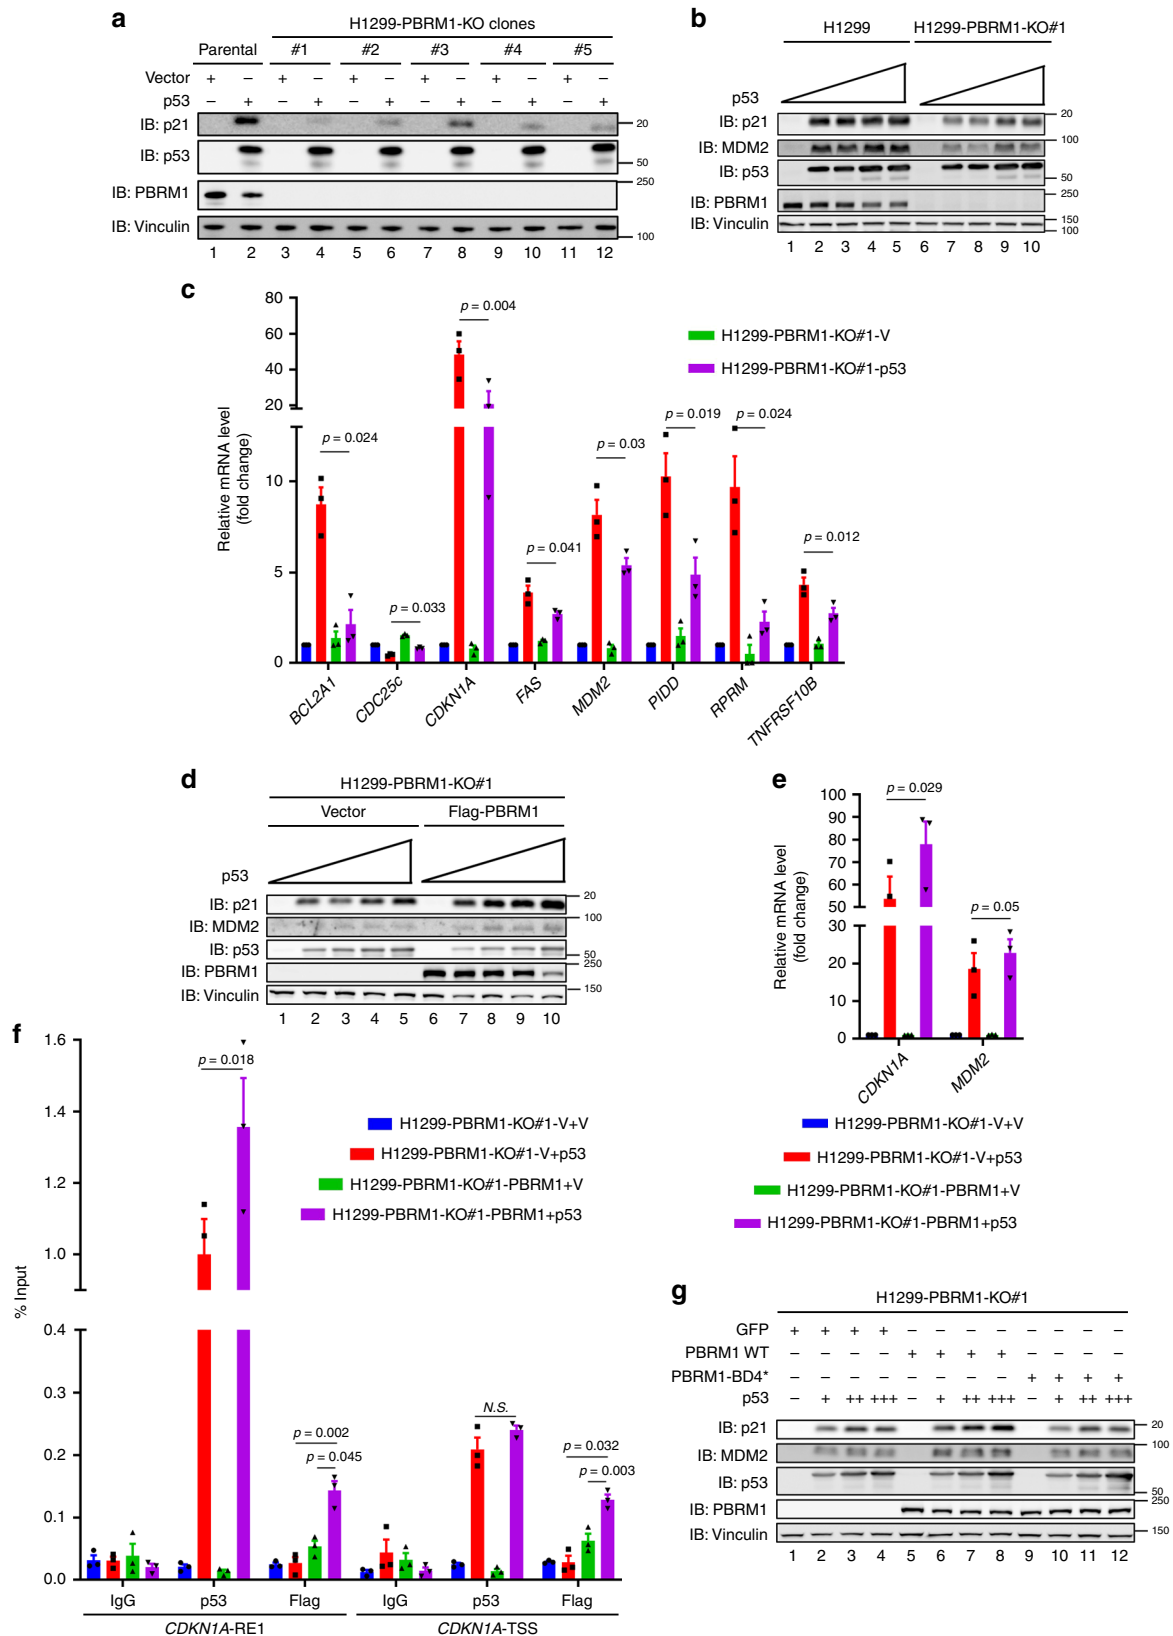 a
H1299-PBRM1-KO clones
Parental #1 #2 #3 #4 #5
Vector + – + – + – + – + – + –
p53 – + – + – + – + – + – +
IB: p21 20
IB: p53 50
IB: PBRM1 250
IB: Vinculin 100
1 2 3 4 5 6 7 8 9 10 11 12
b
H1299 H1299-PBRM1-KO#1
p53
IB: p21 20
IB: MDM2 100
IB: p53 50
IB: PBRM1 250
IB: Vinculin 150
100
1 2 3 4 5 6 7 8 9 10
c
Relative mRNA level
(fold change)
80
60
40
20
10
5
0
p = 0.024
p = 0.033
p = 0.004
p = 0.041
p = 0.03
p = 0.019
p = 0.024
p = 0.012
H1299-PBRM1-KO#1-V
H1299-PBRM1-KO#1-p53
BCL2A1 CDC25c CDKN1A FAS MDM2 PIDD RPRM TNFRSF10B
d
H1299-PBRM1-KO#1
Vector Flag-PBRM1
p53
IB: p21 20
IB: MDM2 100
IB: p53 50
IB: PBRM1 250
IB: Vinculin 150
1 2 3 4 5 6 7 8 9 10
e
Relative mRNA level
(fold change)
100
90
80
70
60
50
30
20
10
0
p = 0.029
p = 0.05
CDKN1A MDM2
H1299-PBRM1-KO#1-V+V
H1299-PBRM1-KO#1-V+p53
H1299-PBRM1-KO#1-PBRM1+V
H1299-PBRM1-KO#1-PBRM1+p53
f
% Input
1.6
1.4
1.2
1.0
0.4
0.3
0.2
0.1
0.0
p = 0.018
p = 0.002
p = 0.045
N.S.
p = 0.032
p = 0.003
H1299-PBRM1-KO#1-V+V
H1299-PBRM1-KO#1-V+p53
H1299-PBRM1-KO#1-PBRM1+V
H1299-PBRM1-KO#1-PBRM1+p53
IgG p53 Flag IgG p53 Flag
CDKN1A-RE1 CDKN1A-TSS
g
H1299-PBRM1-KO#1
GFP + + + + – – – – – – – –
PBRM1 WT – – – – + + + + – – – –
PBRM1-BD4* – – – – – – – – + + + +
p53 – + ++ +++ – + ++ +++ – + ++ +++
IB: p21 20
IB: MDM2 100
IB: p53 50
IB: PBRM1 250
IB: Vinculin 150
1 2 3 4 5 6 7 8 9 10 11 12